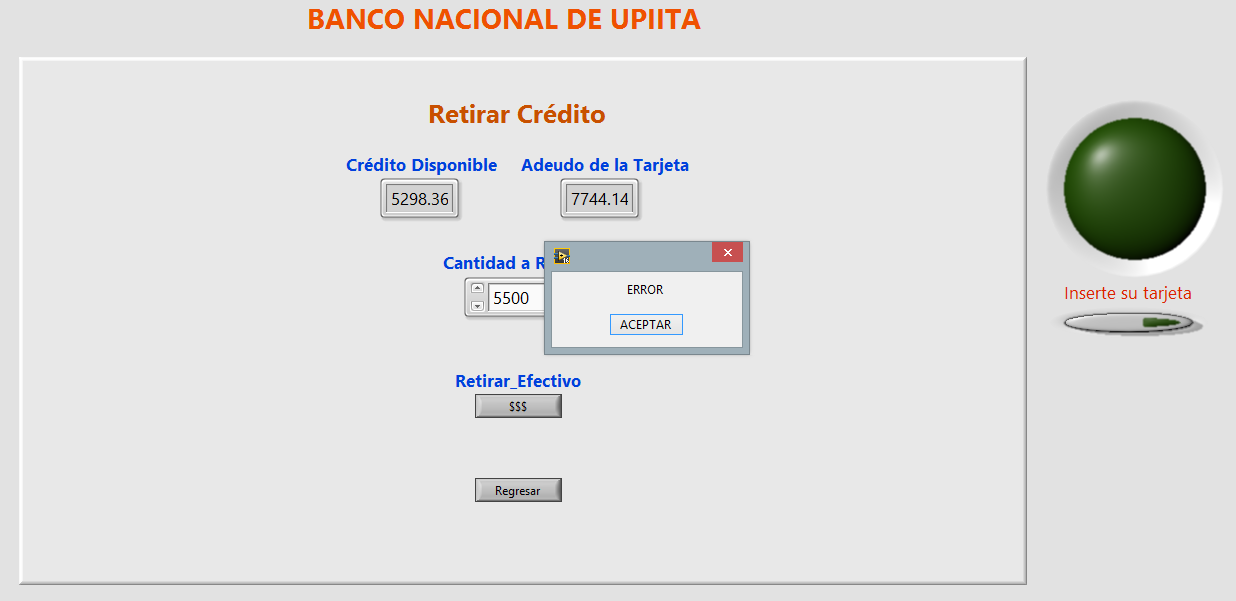 BANCO NACIONAL DE UPIITA
Retirar Crédito
Crédito Disponible Adeudo de la Tarjeta
5298.36 7744.14
Cantidad a R
5500
ERROR
ACEPTAR
Inserte su tarjeta
Retirar_Efectivo
$$$
Regresar